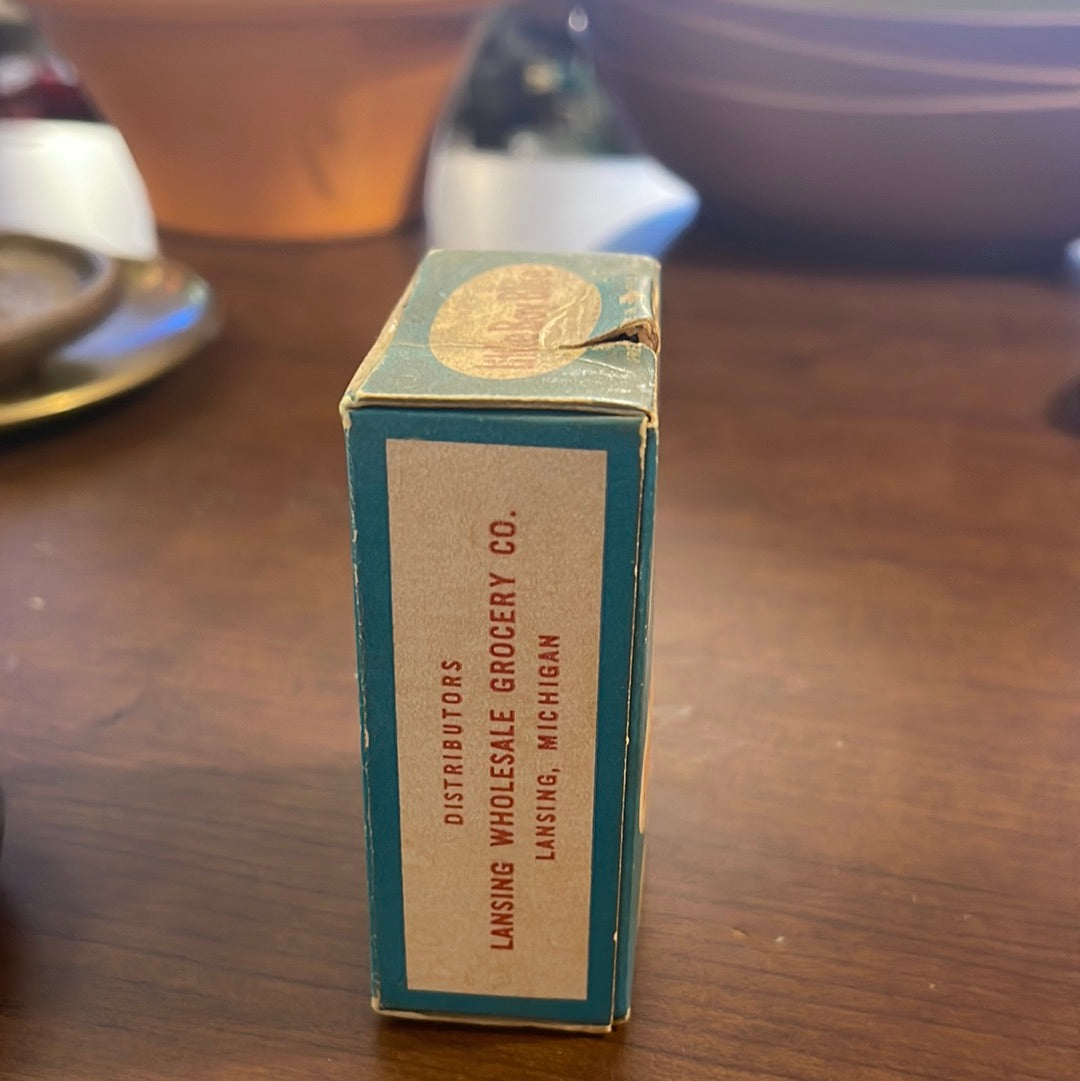 DISTRIBUTORS
LANSING WHOLESALE GROCERY CO.
LANSING, MICHIGAN